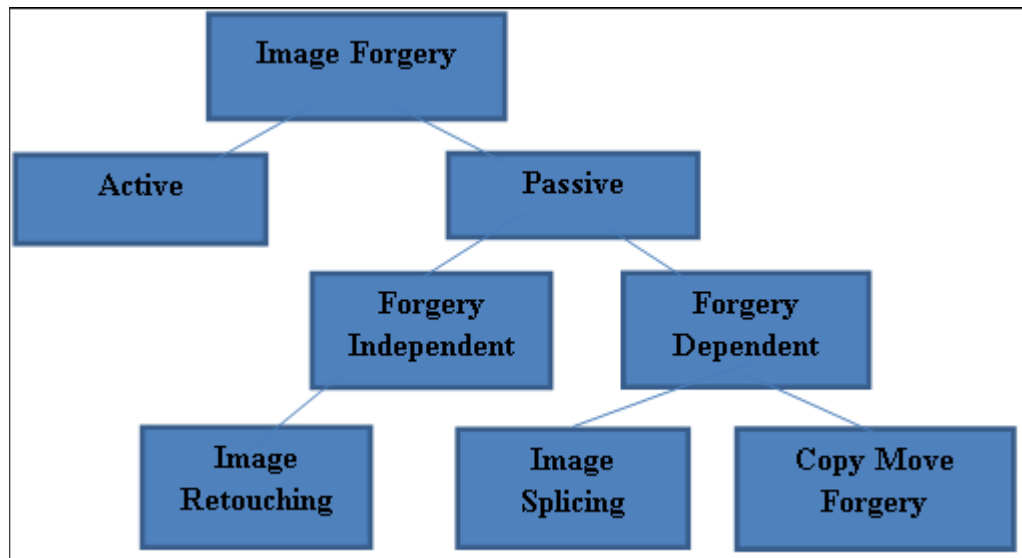 Image Forgery
Active
Passive
Forgery
Independent
Forgery
Dependent
Image
Retouching
Image
Splicing
Copy Move
Forgery